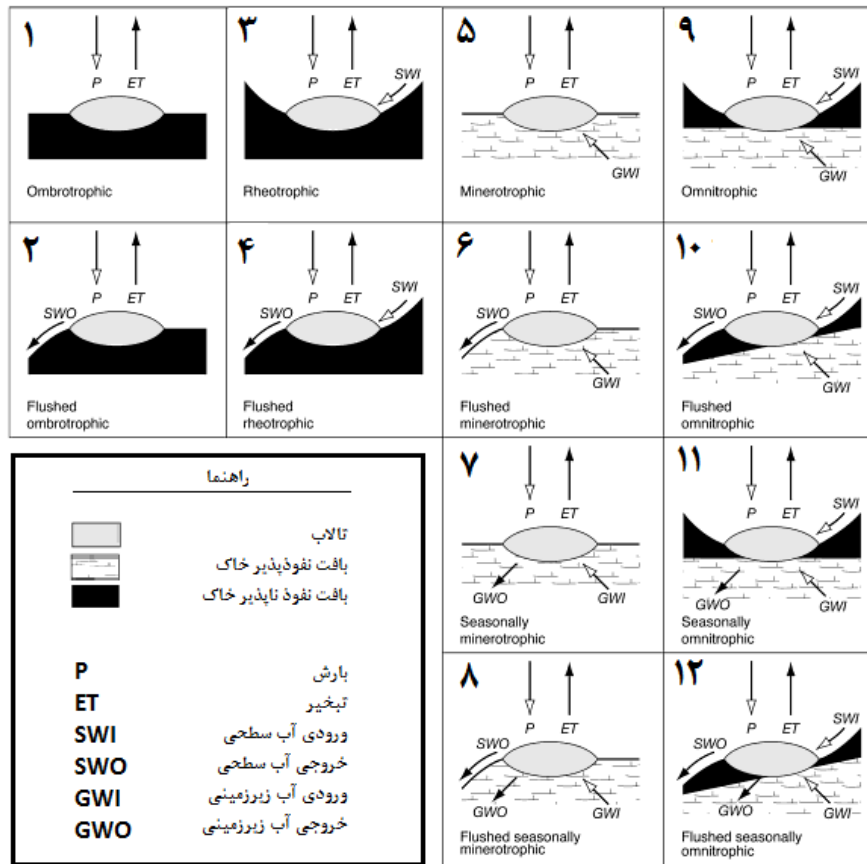 ۱
P ET
Ombrotrophic
۳
P ET SWI
Rheotrophic
۵
P ET
GWI
Minerotrophic
۹
P ET SWI
GWI
Omnitrophic
۲
P ET
SWO
Flushed
ombrotrophic
۴
P ET SWI
SWO
Flushed
rheotrophic
۶
P ET
SWO
GWI
Flushed
minerotrophic
۱۰
P ET SWI
SWO
GWI
Flushed
omnitrophic
۷
P ET
GWO GWI
Seasonally
minerotrophic
۱۱
P ET SWI
GWO GWI
Seasonally
omnitrophic
۸
P ET
SWO
GWO GWI
Flushed seasonally
minerotrophic
۱۲
P ET SWI
SWO
GWO GWI
Flushed seasonally
omnitrophic
راهنما
تالاب
بافت نفوذپذیر خاک
بافت نفوذ ناپذیر خاک
P بارش
ET تبخیر
SWI ورودی آب سطحی
SWO خروجی آب سطحی
GWI ورودی آب زیرزمینی
GWO خروجی آب زیرزمینی